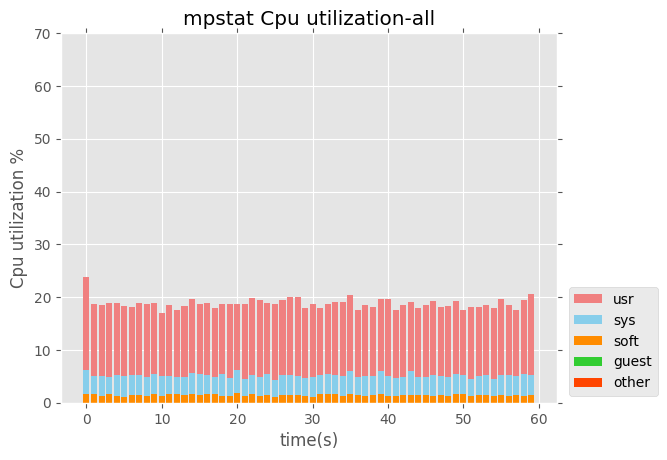 mpstat Cpu utilization-all
70
60
50
40
30
20
10
0
Cpu utilization %
0 10 20 30 40 50 60
time(s)
usr
sys
soft
guest
other